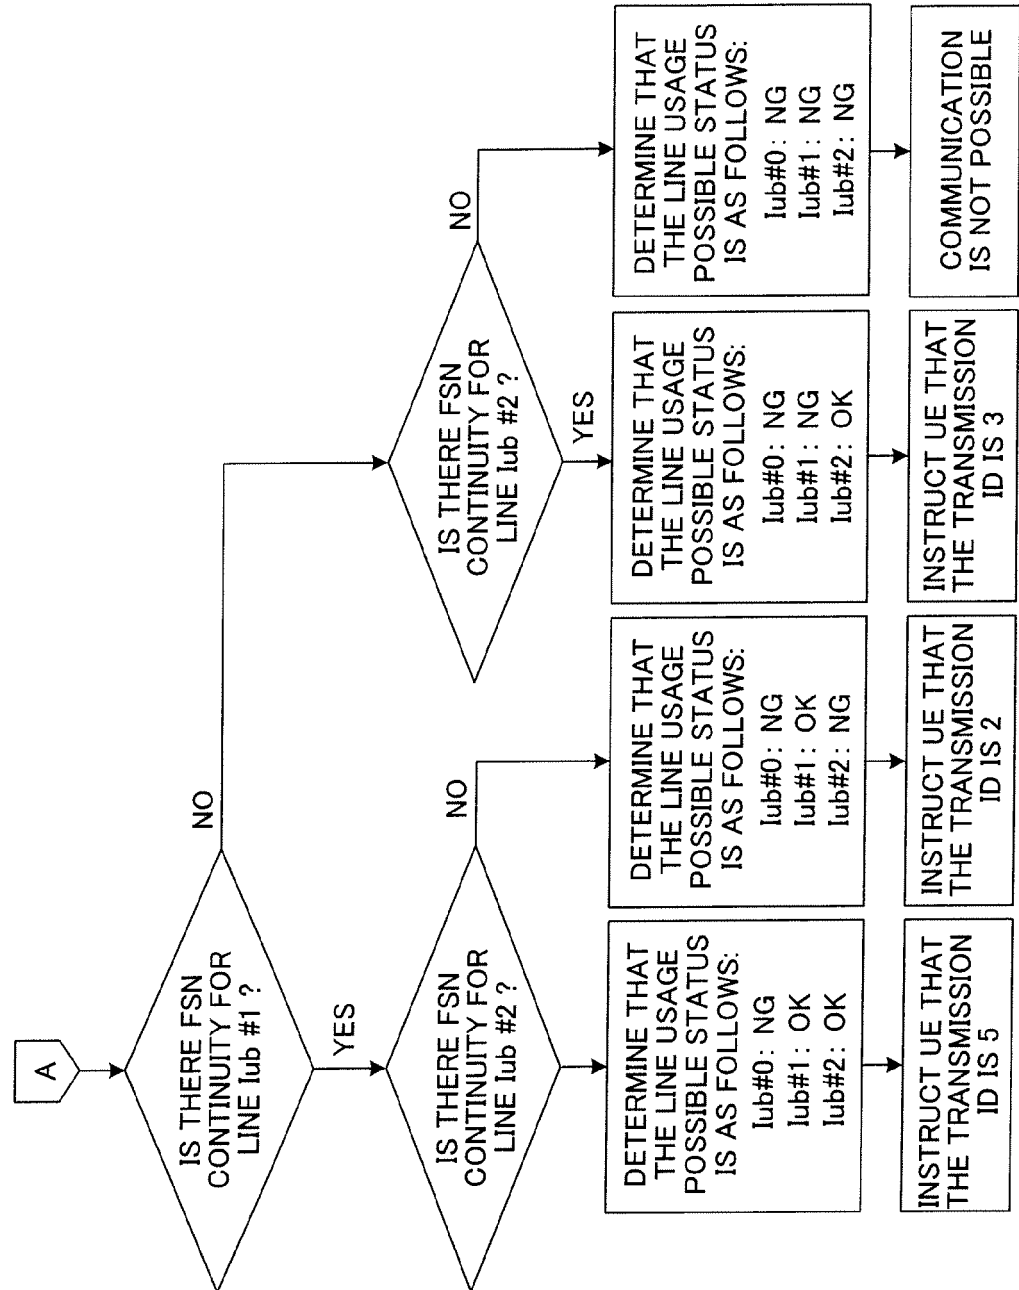 A
IS THERE FSN
CONTINUITY FOR
LINE Iub #1 ?
NO
YES
IS THERE FSN
CONTINUITY FOR
LINE Iub #2 ?
NO
IS THERE FSN
CONTINUITY FOR
LINE Iub #2 ?
NO
YES
DETERMINE THAT
THE LINE USAGE
POSSIBLE STATUS
IS AS FOLLOWS:
Iub#0: NG
Iub#1: OK
Iub#2: OK
DETERMINE THAT
THE LINE USAGE
POSSIBLE STATUS
IS AS FOLLOWS:
Iub#0: NG
Iub#1: OK
Iub#2: NG
DETERMINE THAT
THE LINE USAGE
POSSIBLE STATUS
IS AS FOLLOWS:
Iub#0: NG
Iub#1: NG
Iub#2: OK
DETERMINE THAT
THE LINE USAGE
POSSIBLE STATUS
IS AS FOLLOWS:
Iub#0: NG
Iub#1: NG
Iub#2: NG
INSTRUCT UE THAT
THE TRANSMISSION
ID IS 5
INSTRUCT UE THAT
THE TRANSMISSION
ID IS 2
INSTRUCT UE THAT
THE TRANSMISSION
ID IS 3
COMMUNICATION
IS NOT POSSIBLE